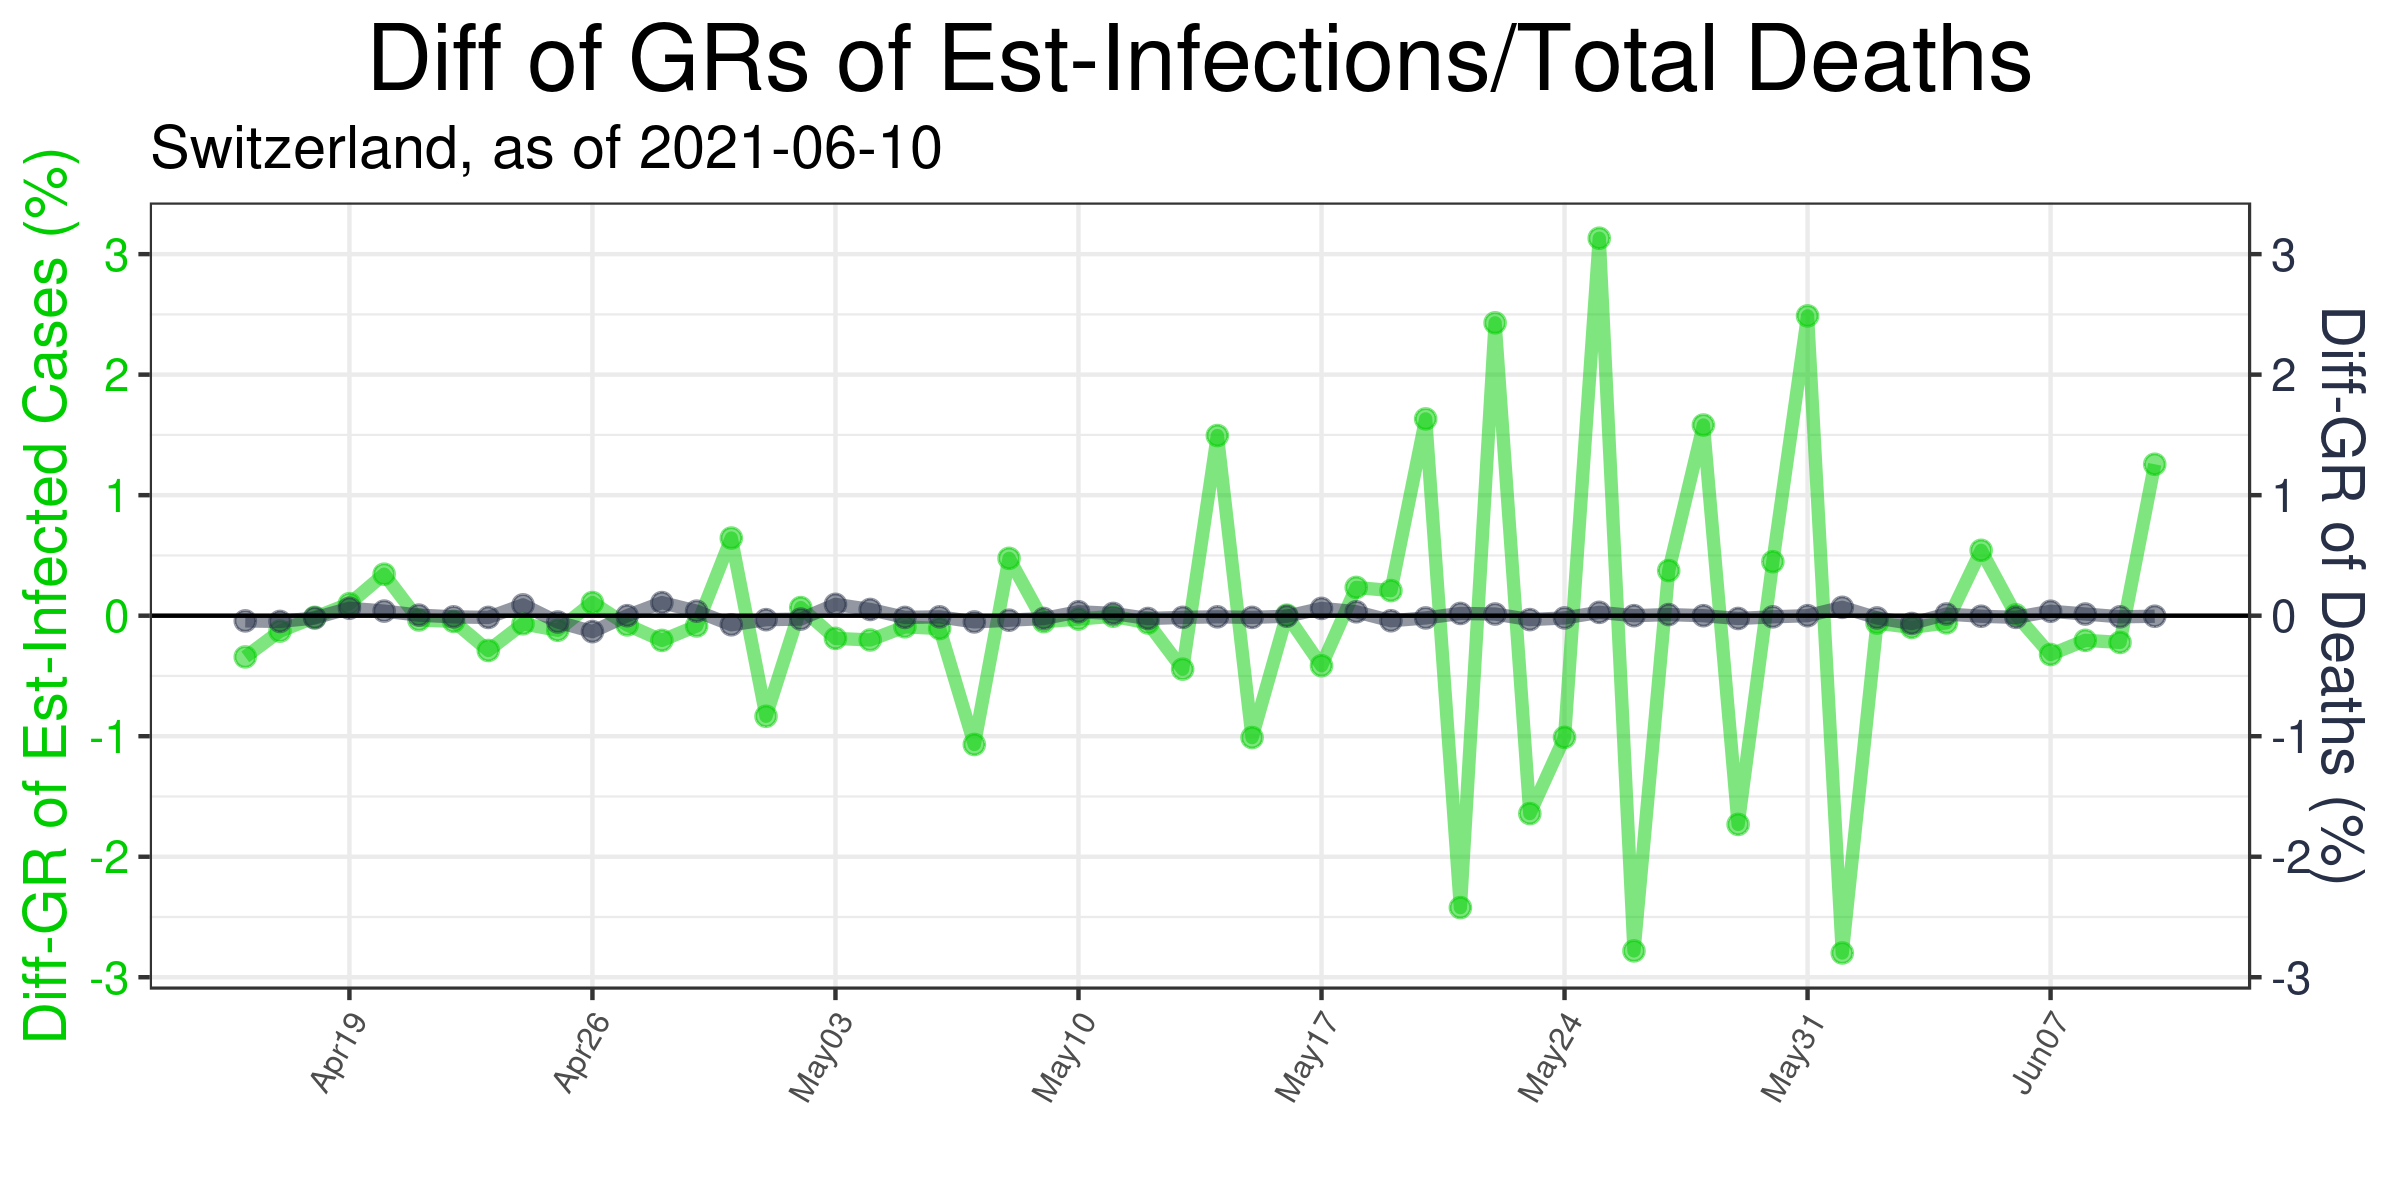 Diff of GRs of Est-Infections/Total Deaths
Switzerland, as of 2021-06-10
Diff-GR of Est-Infected Cases (%)
3
2
1
0
-1
-2
-3
3
2
1
0
-1
-2
-3
Diff-GR of Deaths (%)
Apr19
Apr26
May03
May10
May17
May24
May31
Jun07